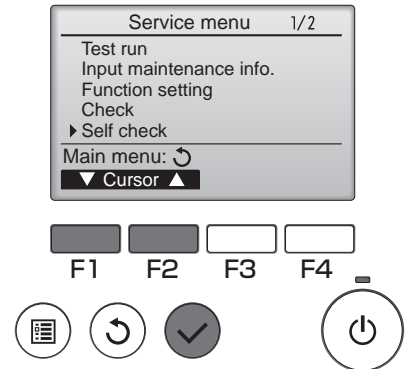 Service menu 1/2
Test run
Input maintenance info.
Function setting
Check
Self check
Main menu:
Cursor
F1 F2 F3 F4